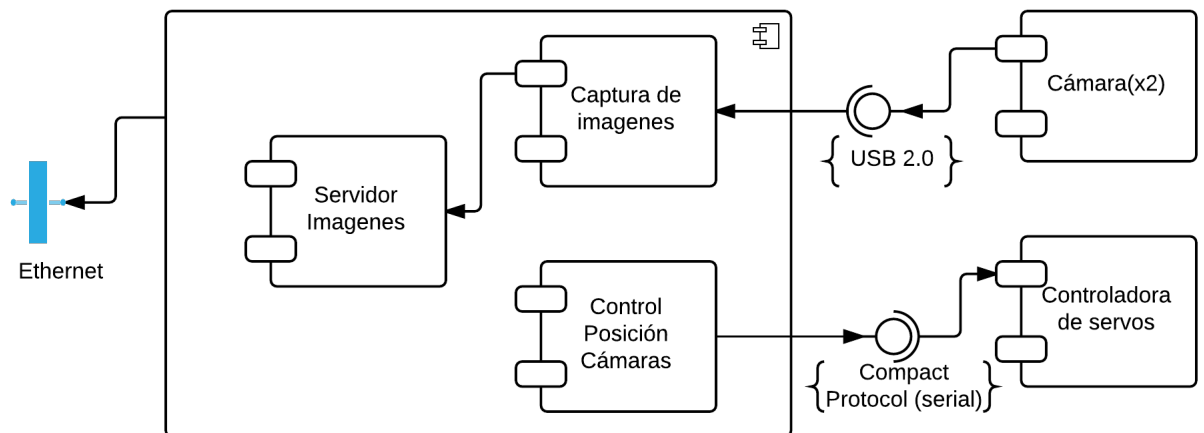 Captura de
imagenes
Cámara(x2)
USB 2.0
Servidor
Imagenes
Ethernet
Control
Posición
Cámaras
Controladora
de servos
Compact
Protocol (serial)